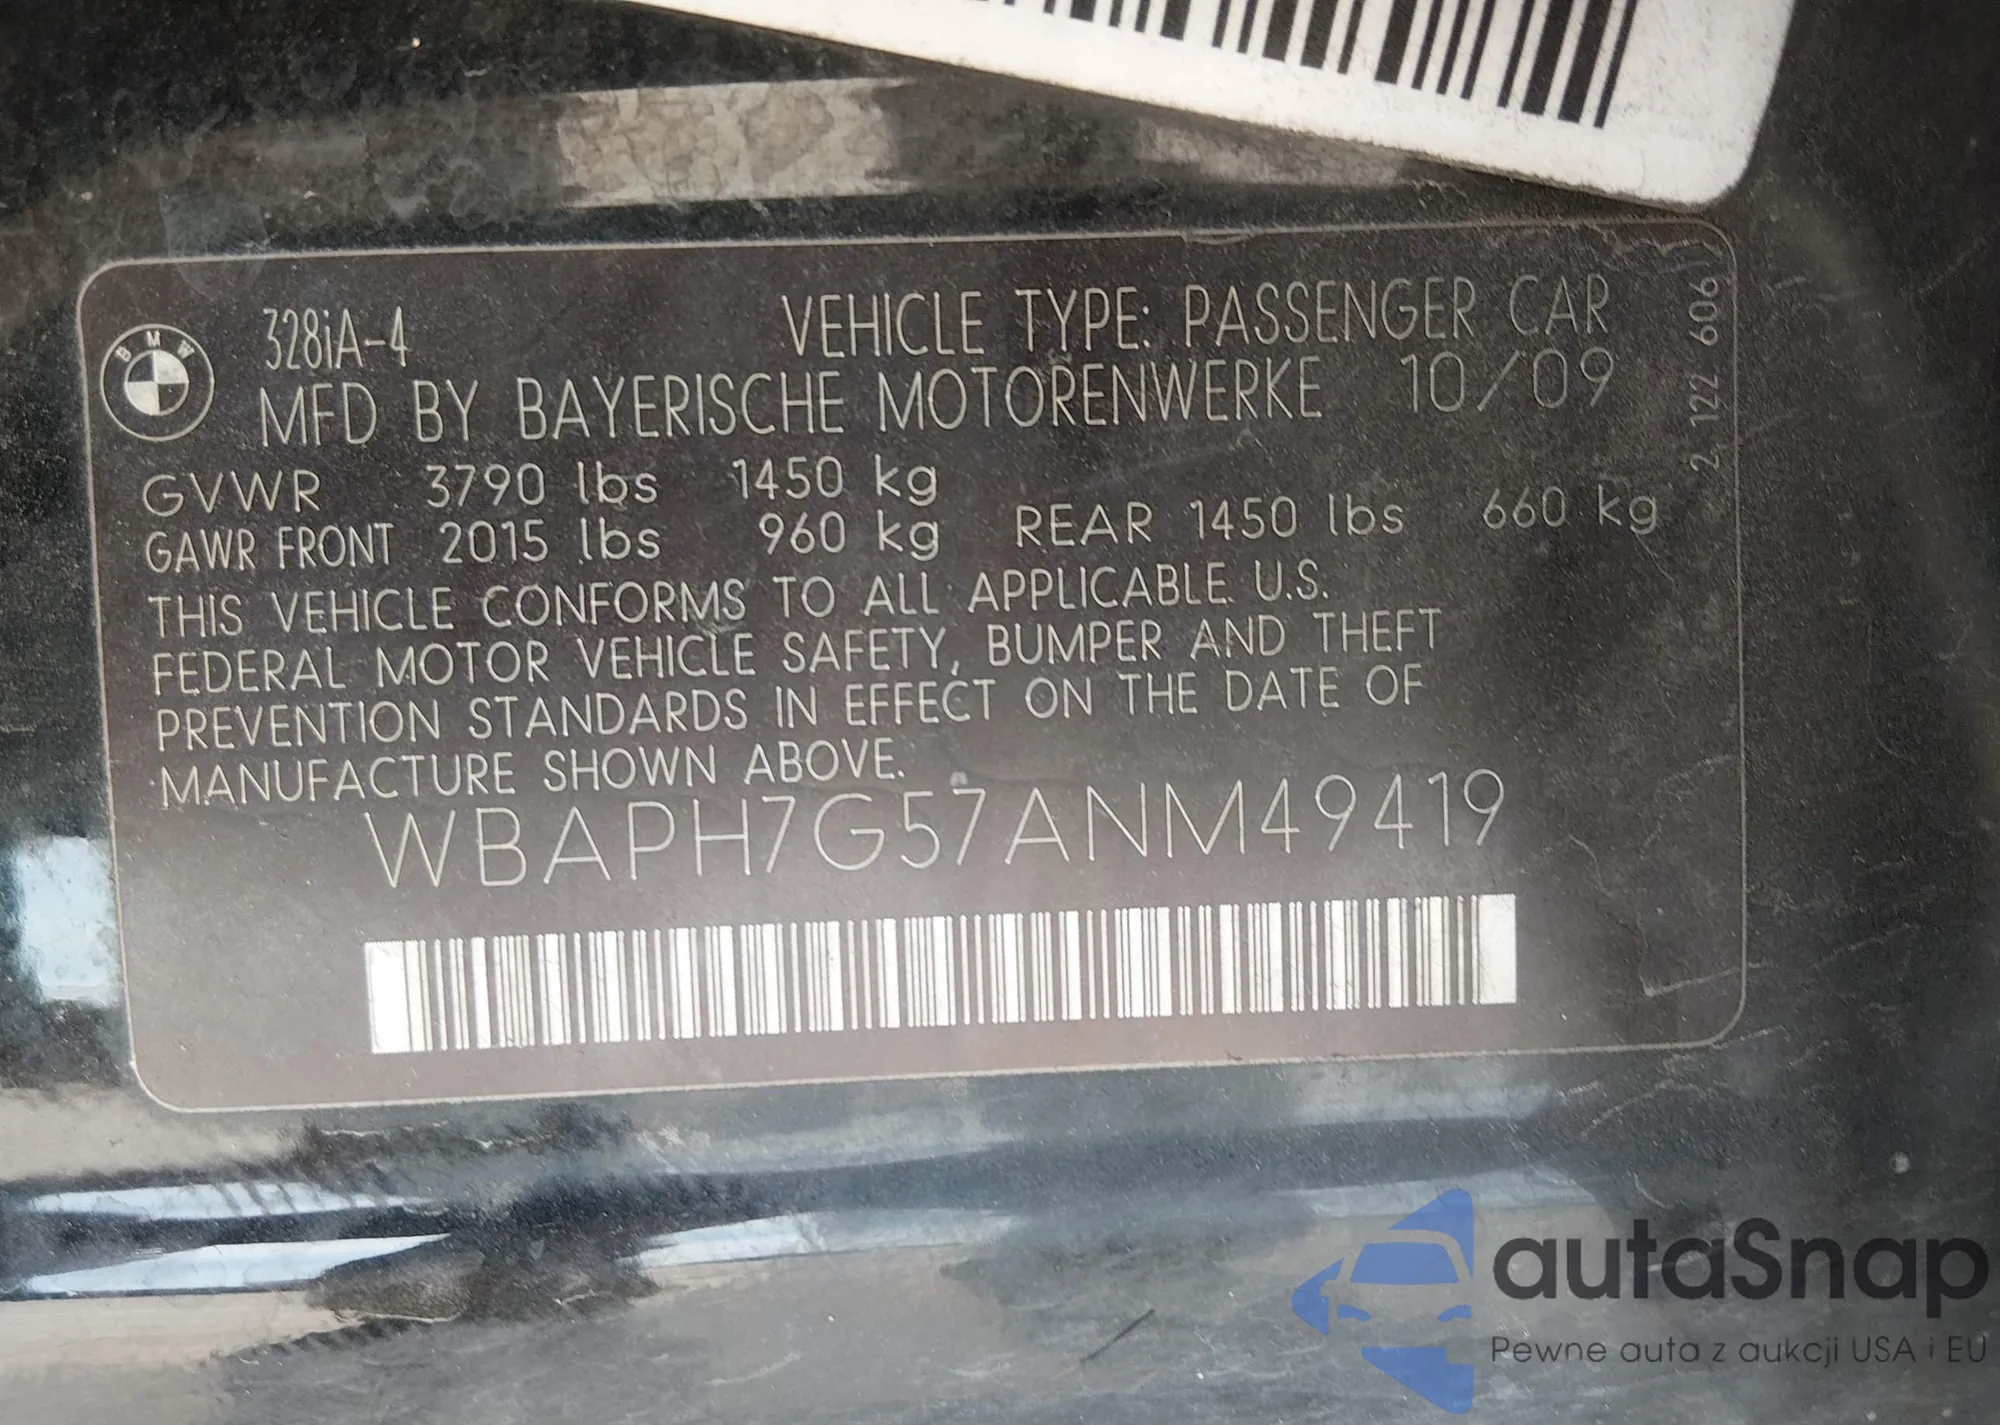 BMW
328iA-4 VEHICLE TYPE: PASSENGER CAR
MFD BY BAYERISCHE MOTORENWERKE 10/09
GVWR 3790 lbs 1450 kg
GAWR FRONT 2015 lbs 960 kg REAR 1450 lbs 660 kg
THIS VEHICLE CONFORMS TO ALL APPLICABLE U.S.
FEDERAL MOTOR VEHICLE SAFETY, BUMPER AND THEFT
PREVENTION STANDARDS IN EFFECT ON THE DATE OF
MANUFACTURE SHOWN ABOVE.
WBAPH7G57ANM49419
2 122 606
autaSnap
Pewne auta z aukcji USA i EU